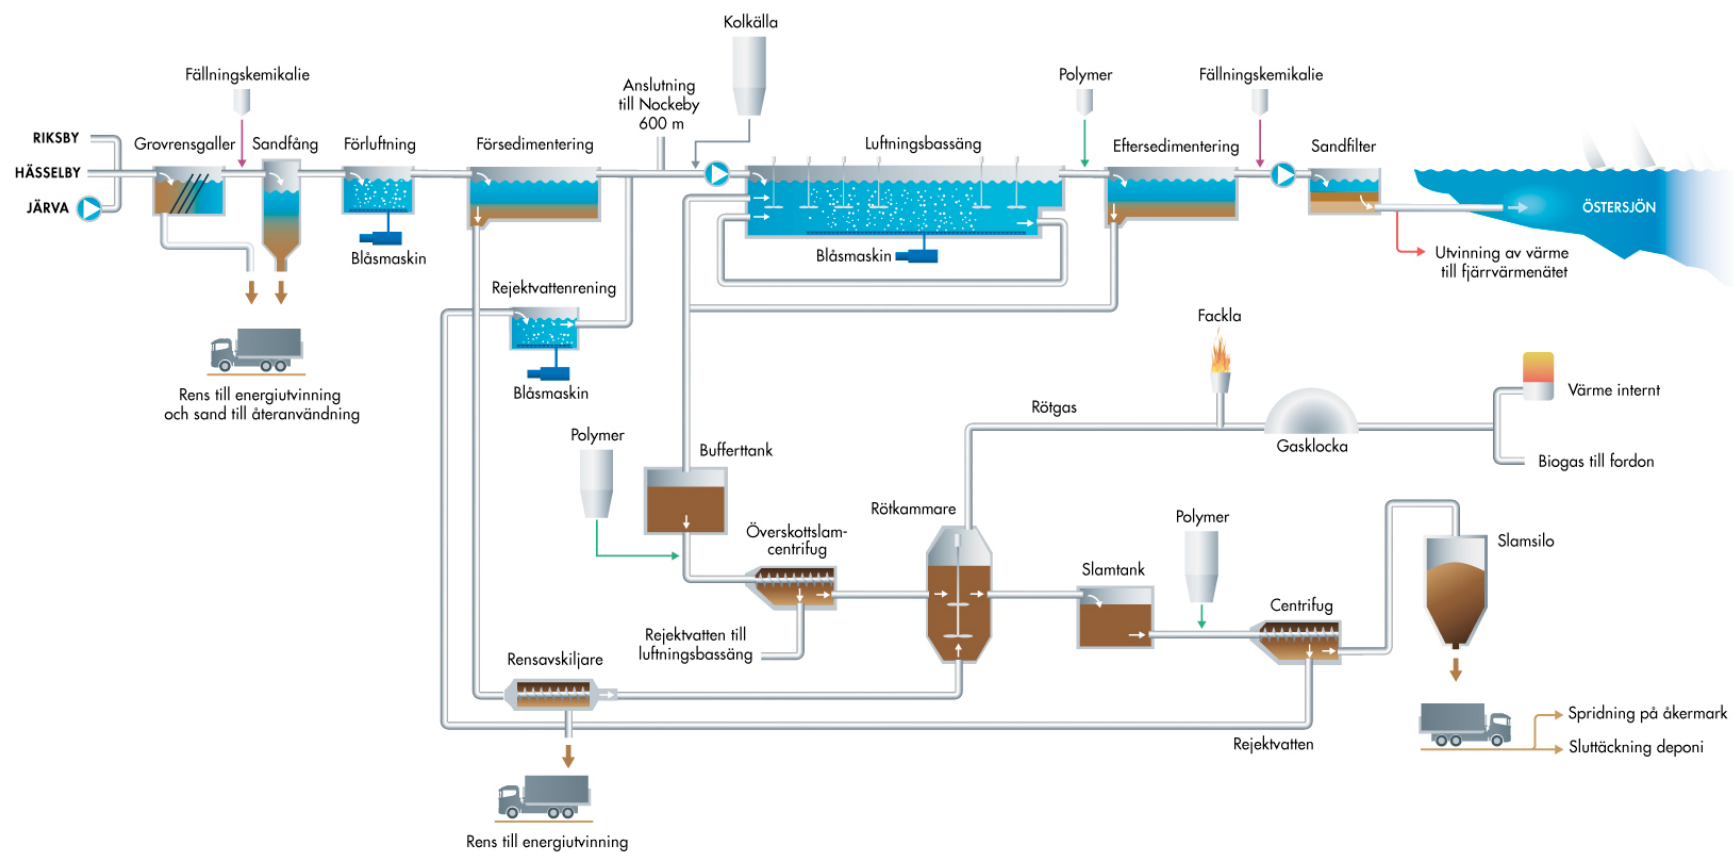 Kolkälla
Fällningskemikalie
Anslutning
till Nockeby
600 m
Polymer
Fällningskemikalie
RIKSBY
HÄSSELBY
JÄRVA
Grovrensgaller
Sandfång
Förluftning
Försedimentering
Luftningsbassäng
Eftersedimentering
Sandfilter
ÖSTERSJÖN
Blåsmaskin
Blåsmaskin
Utvinning av värme
till fjärrvärmenätet
Rejektvattenrening
Blåsmaskin
Rens till energiutvinning
och sand till återanvändning
Fackla
Rötgas
Gasklocka
Värme internt
Biogas till fordon
Polymer
Bufferttank
Överskottslam-
centrifug
Rötkammare
Slamtank
Polymer
Centrifug
Slamsilo
Rejektvatten till
luftningsbassäng
Rensavskiljare
Rejektvatten
Spridning på åkermark
Sluttäckning deponi
Rens till energiutvinning